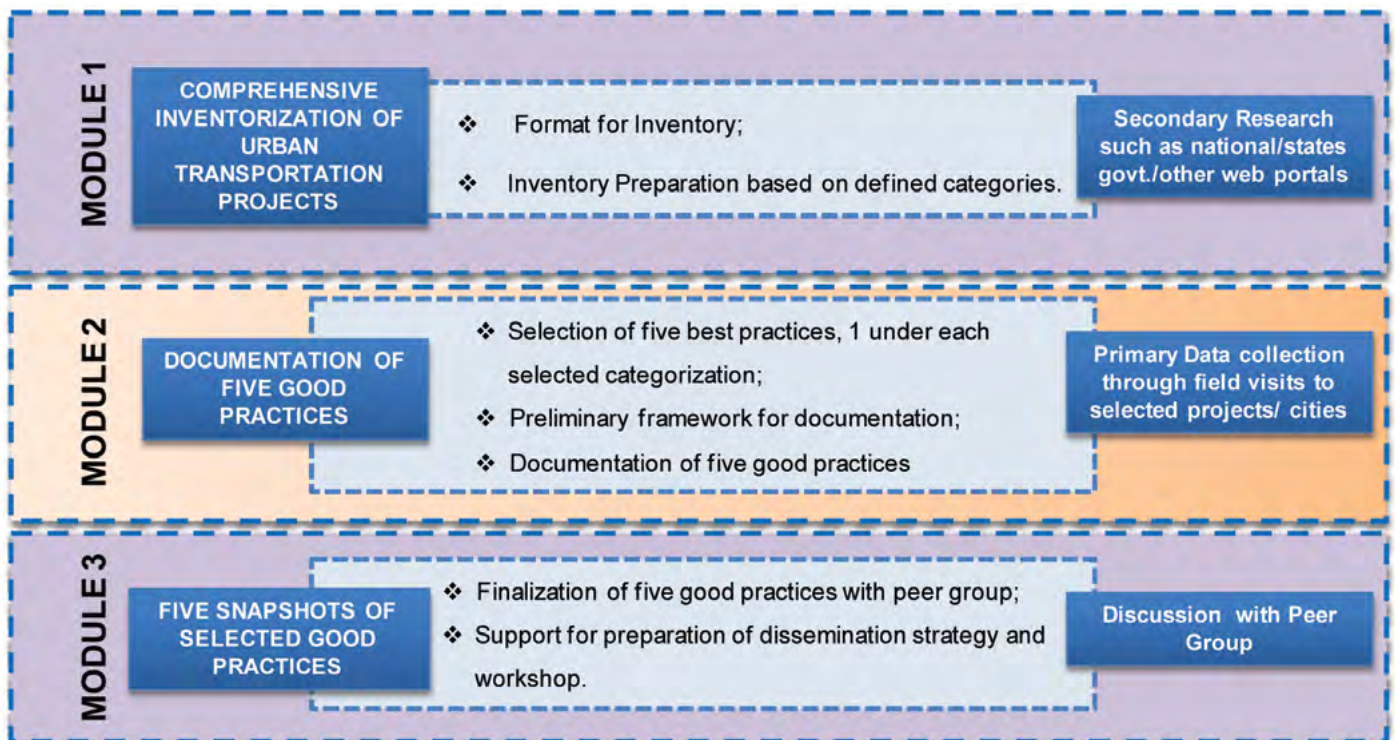 MODULE 1
COMPREHENSIVE
INVENTORIZATION OF
URBAN
TRANSPORTATION
PROJECTS
❖ Format for Inventory;
❖ Inventory Preparation based on defined categories.
Secondary Research
such as national/states
govt./other web portals
MODULE 2
DOCUMENTATION OF
FIVE GOOD
PRACTICES
❖ Selection of five best practices, 1 under each
selected categorization;
❖ Preliminary framework for documentation;
❖ Documentation of five good practices
Primary Data collection
through field visits to
selected projects/ cities
MODULE 3
FIVE SNAPSHOTS OF
SELECTED GOOD
PRACTICES
❖ Finalization of five good practices with peer group;
❖ Support for preparation of dissemination strategy and
workshop.
Discussion with Peer
Group